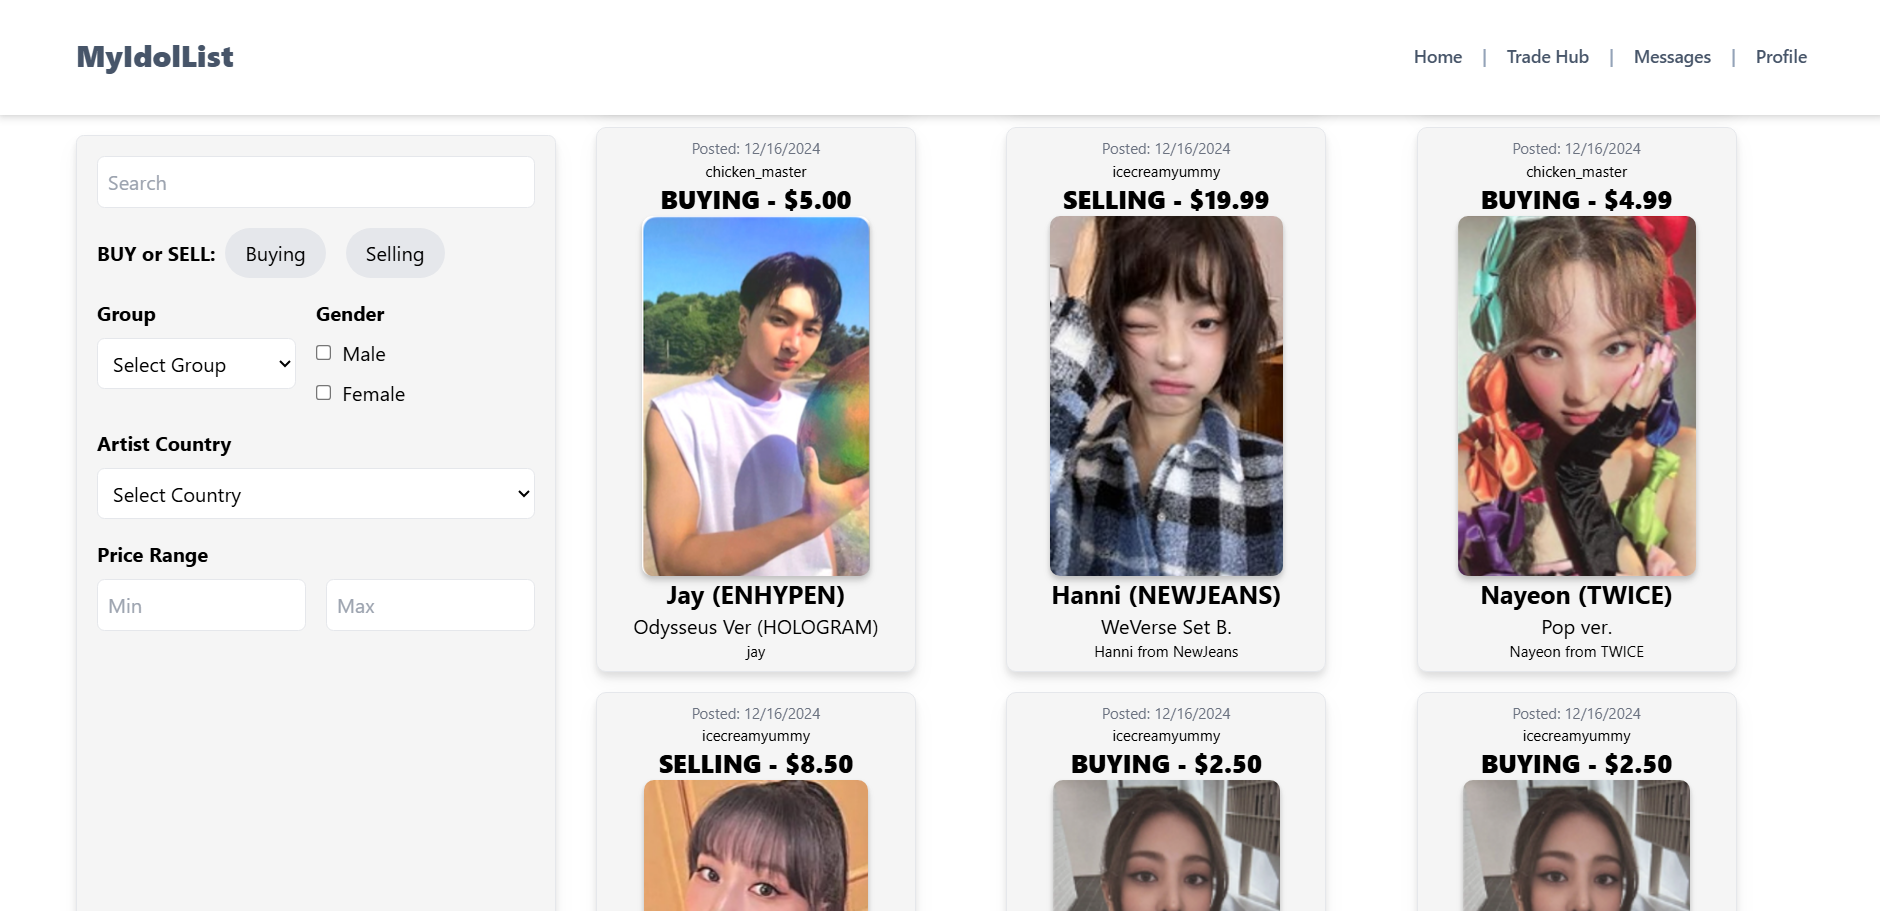 MyIdolList
Home | Trade Hub | Messages | Profile
Search
BUY or SELL: Buying Selling
Group
Select Group
Gender
Male
Female
Artist Country
Select Country
Price Range
Min
Max
Posted: 12/16/2024
chicken_master
BUYING - $5.00
Jay (ENHYPEN)
Odysseus Ver (HOLOGRAM)
jay
Posted: 12/16/2024
icecreamyummy
SELLING - $19.99
Hanni (NEWJEANS)
WeVerse Set B.
Hanni from NewJeans
Posted: 12/16/2024
chicken_master
BUYING - $4.99
Nayeon (TWICE)
Pop ver.
Nayeon from TWICE
Posted: 12/16/2024
icecreamyummy
SELLING - $8.50
Posted: 12/16/2024
icecreamyummy
BUYING - $2.50
Posted: 12/16/2024
icecreamyummy
BUYING - $2.50